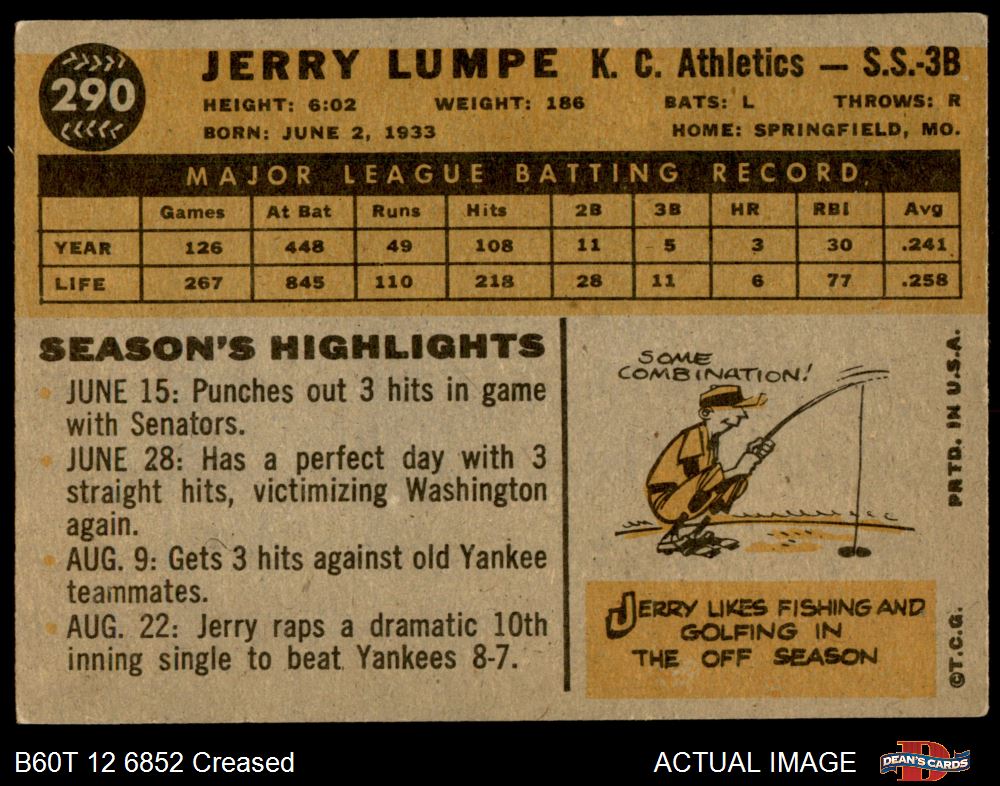 290
JERRY LUMPE K. C. Athletics — S.S.-3B
HEIGHT: 6:02 WEIGHT: 186 BATS: L THROWS: R
BORN: JUNE 2, 1933 HOME: SPRINGFIELD, MO.
MAJOR LEAGUE BATTING RECORD
Games At Bat Runs Hits 2B 3B HR RBI Avg
YEAR 126 448 49 108 11 5 3 30 .241
LIFE 267 845 110 218 28 11 6 77 .258
SEASON'S HIGHLIGHTS
• JUNE 15: Punches out 3 hits in game
with Senators.
• JUNE 28: Has a perfect day with 3
straight hits, victimizing Washington
again.
• AUG. 9: Gets 3 hits against old Yankee
teammates.
• AUG. 22: Jerry raps a dramatic 10th
inning single to beat Yankees 8-7.
SOME
COMBINATION!
JERRY LIKES FISHING AND
GOLFING IN
THE OFF SEASON
©T.C.G. PRTD. IN U.S.A.
B60T 12 6852 Creased ACTUAL IMAGE
DEAN'S CARDS